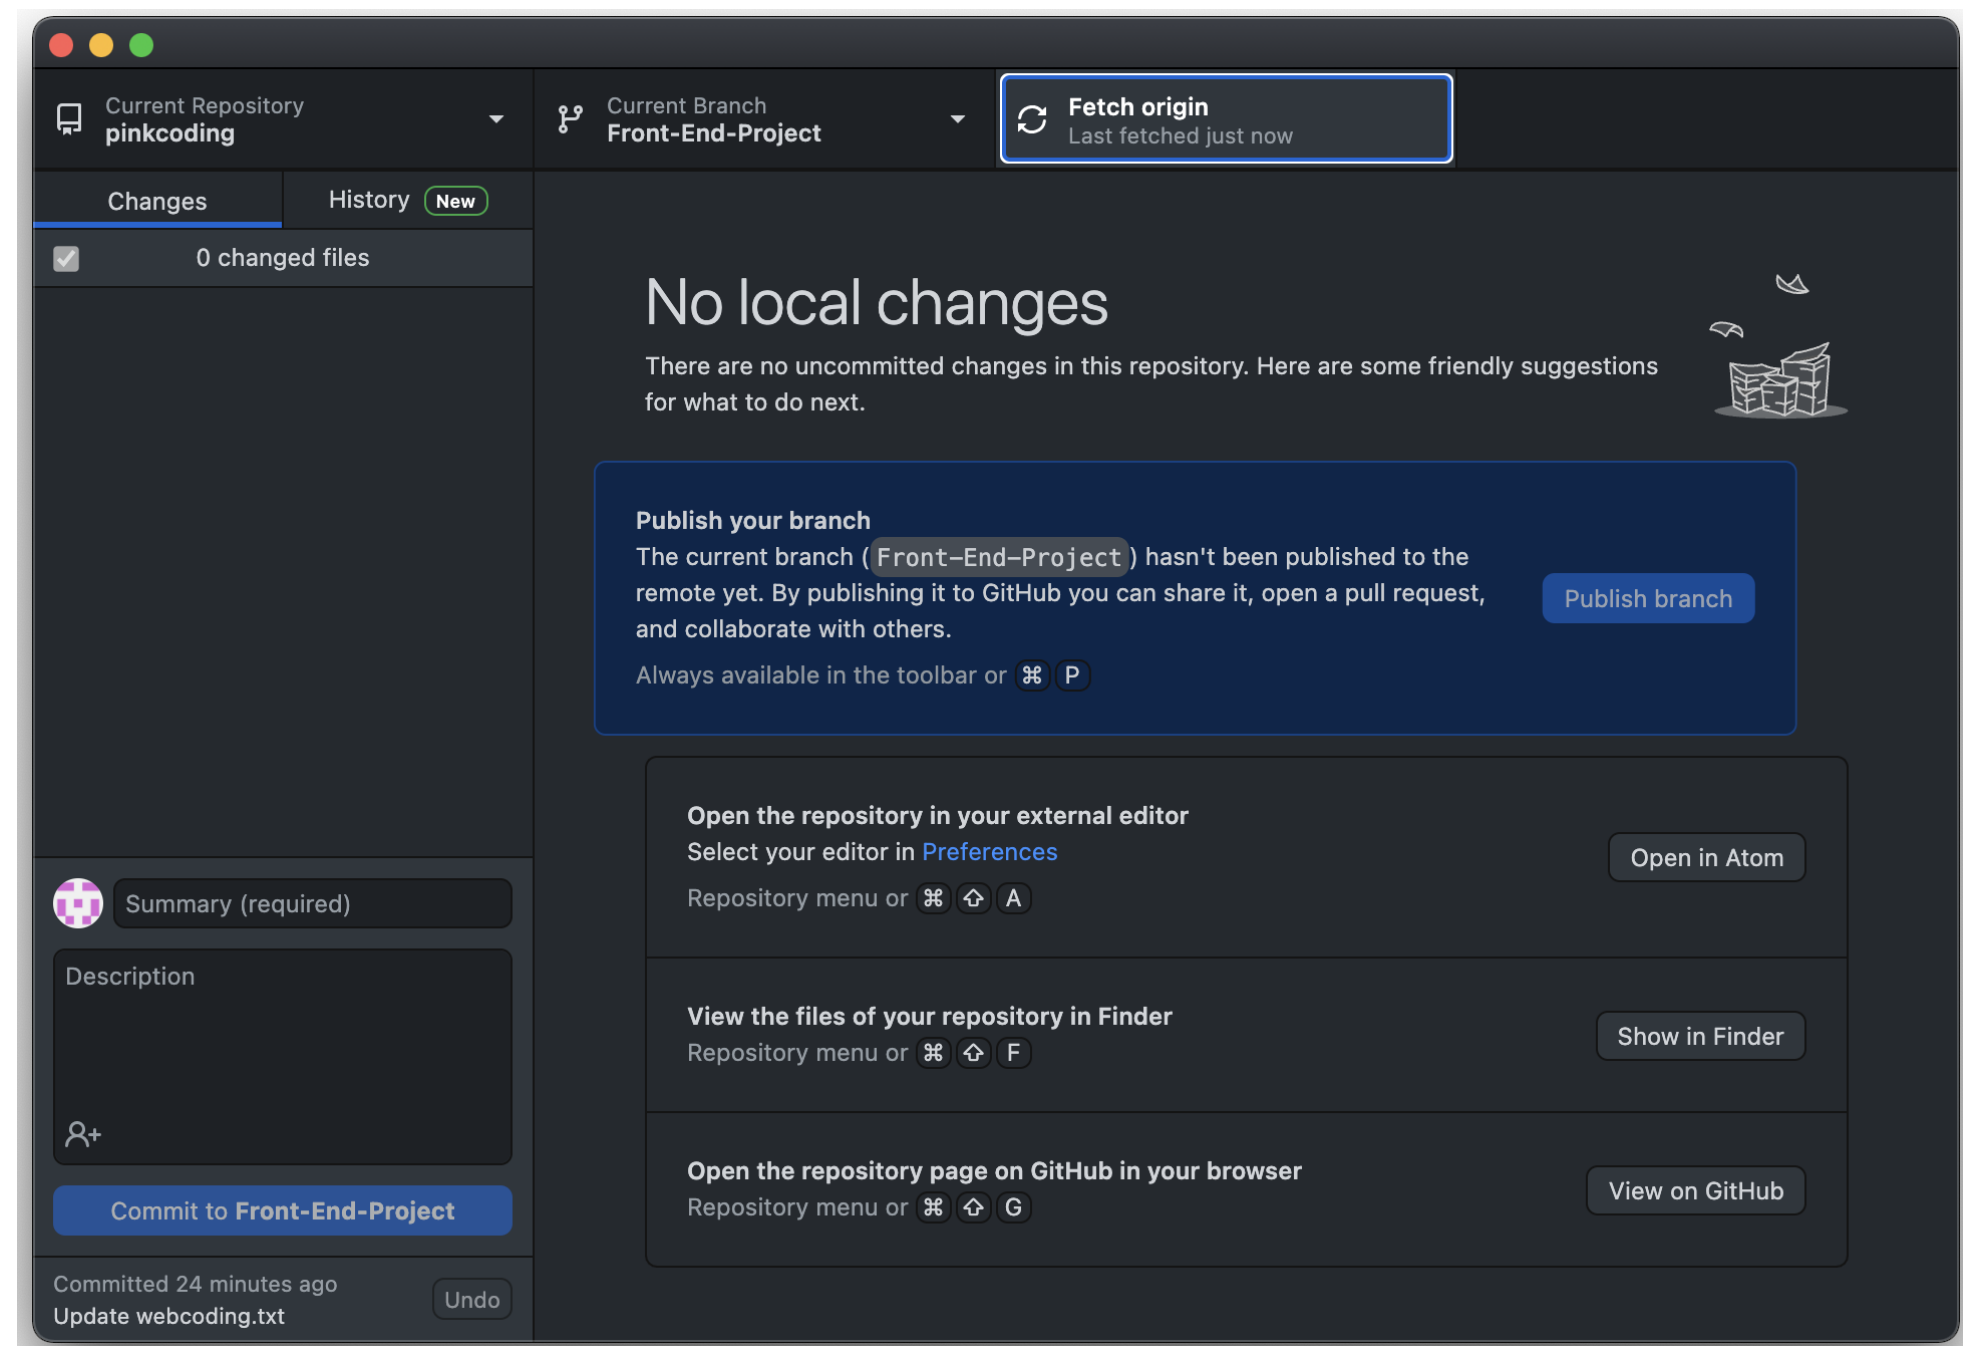 Current Repository
pinkcoding
Current Branch
Front-End-Project
Fetch origin
Last fetched just now
Changes
History New
0 changed files
No local changes
There are no uncommitted changes in this repository. Here are some friendly suggestions
for what to do next.
Publish your branch
The current branch (Front-End-Project) hasn't been published to the
remote yet. By publishing it to GitHub you can share it, open a pull request,
and collaborate with others.
Always available in the toolbar or ⌘ P
Publish branch
Open the repository in your external editor
Select your editor in Preferences
Repository menu or ⌘ ⇧ A
Open in Atom
View the files of your repository in Finder
Repository menu or ⌘ ⇧ F
Show in Finder
Open the repository page on GitHub in your browser
Repository menu or ⌘ ⇧ G
View on GitHub
Summary (required)
Description
Commit to Front-End-Project
Committed 24 minutes ago
Update webcoding.txt
Undo